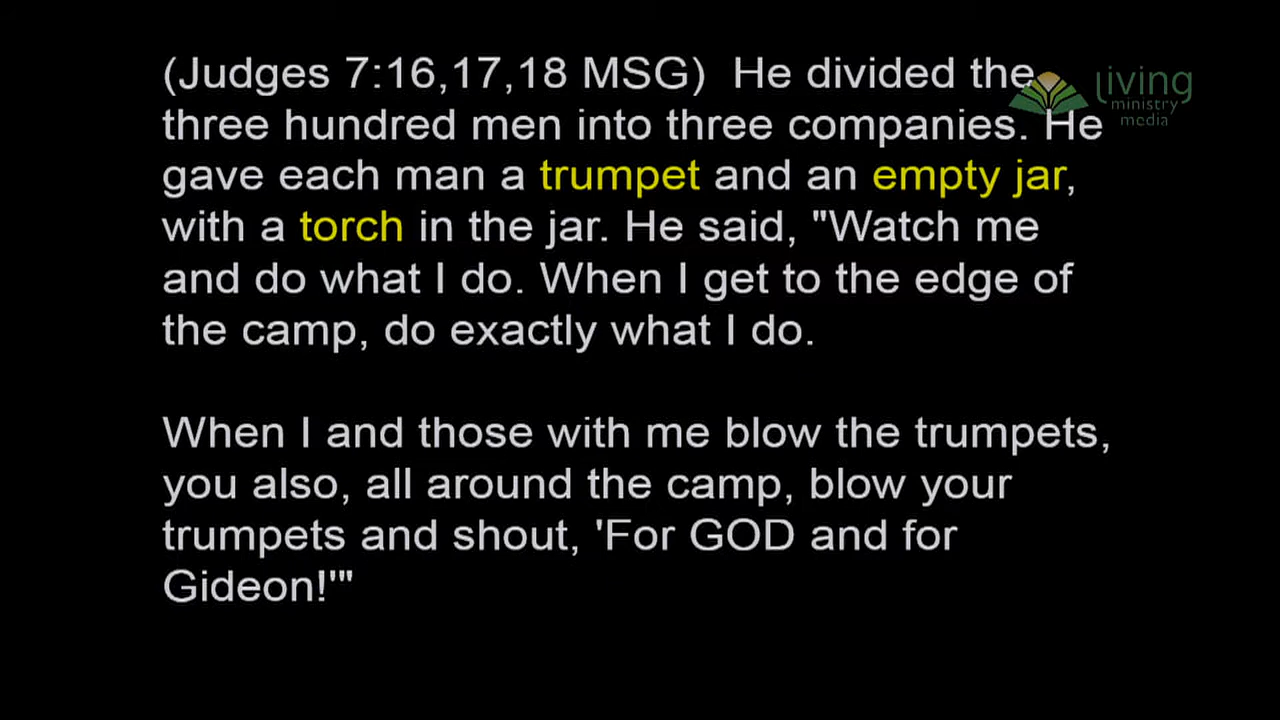 (Judges 7:16,17,18 MSG)  He divided the
three hundred men into three companies. He
gave each man a trumpet and an empty jar,
with a torch in the jar. He said, "Watch me
and do what I do. When I get to the edge of
the camp, do exactly what I do.
When I and those with me blow the trumpets,
you also, all around the camp, blow your
trumpets and shout, 'For GOD and for
Gideon!'"
Living
ministry
media